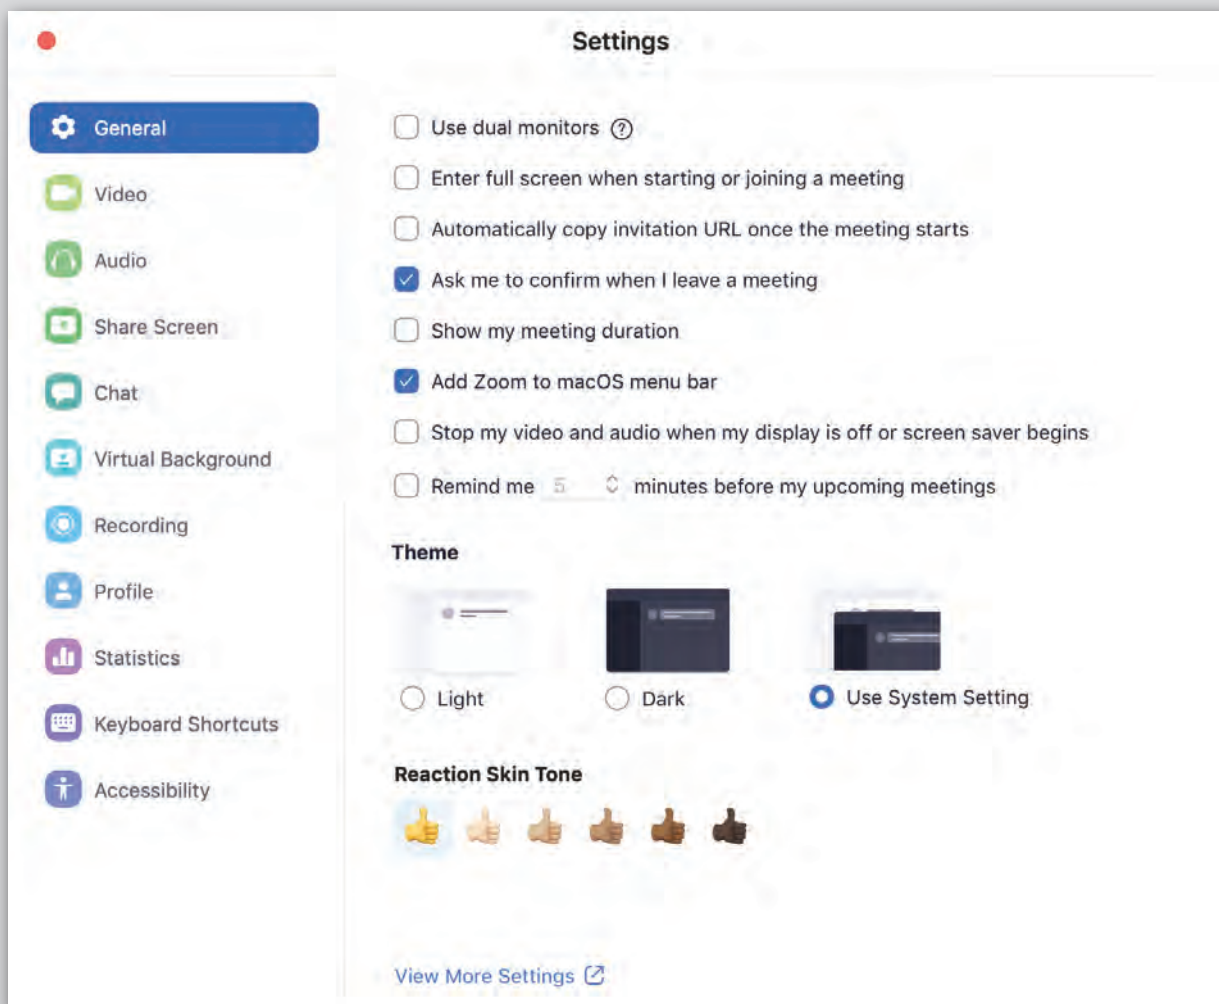 Settings
General
Video
Audio
Share Screen
Chat
Virtual Background
Recording
Profile
Statistics
Keyboard Shortcuts
Accessibility
Use dual monitors ?
Enter full screen when starting or joining a meeting
Automatically copy invitation URL once the meeting starts
Ask me to confirm when I leave a meeting
Show my meeting duration
Add Zoom to macOS menu bar
Stop my video and audio when my display is off or screen saver begins
Remind me 5 minutes before my upcoming meetings
Theme
Light Dark Use System Setting
Reaction Skin Tone
View More Settings